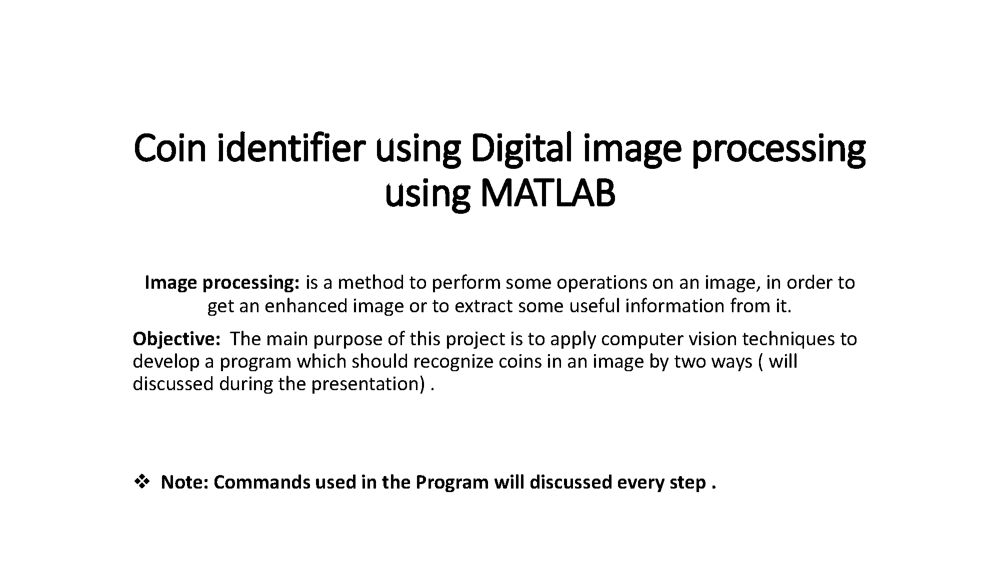 Coin identifier using Digital image processing
using MATLAB
Image processing: is a method to perform some operations on an image, in order to
get an enhanced image or to extract some useful information from it.
Objective:  The main purpose of this project is to apply computer vision techniques to
develop a program which should recognize coins in an image by two ways ( will
discussed during the presentation) .
❖ Note: Commands used in the Program will discussed every step .